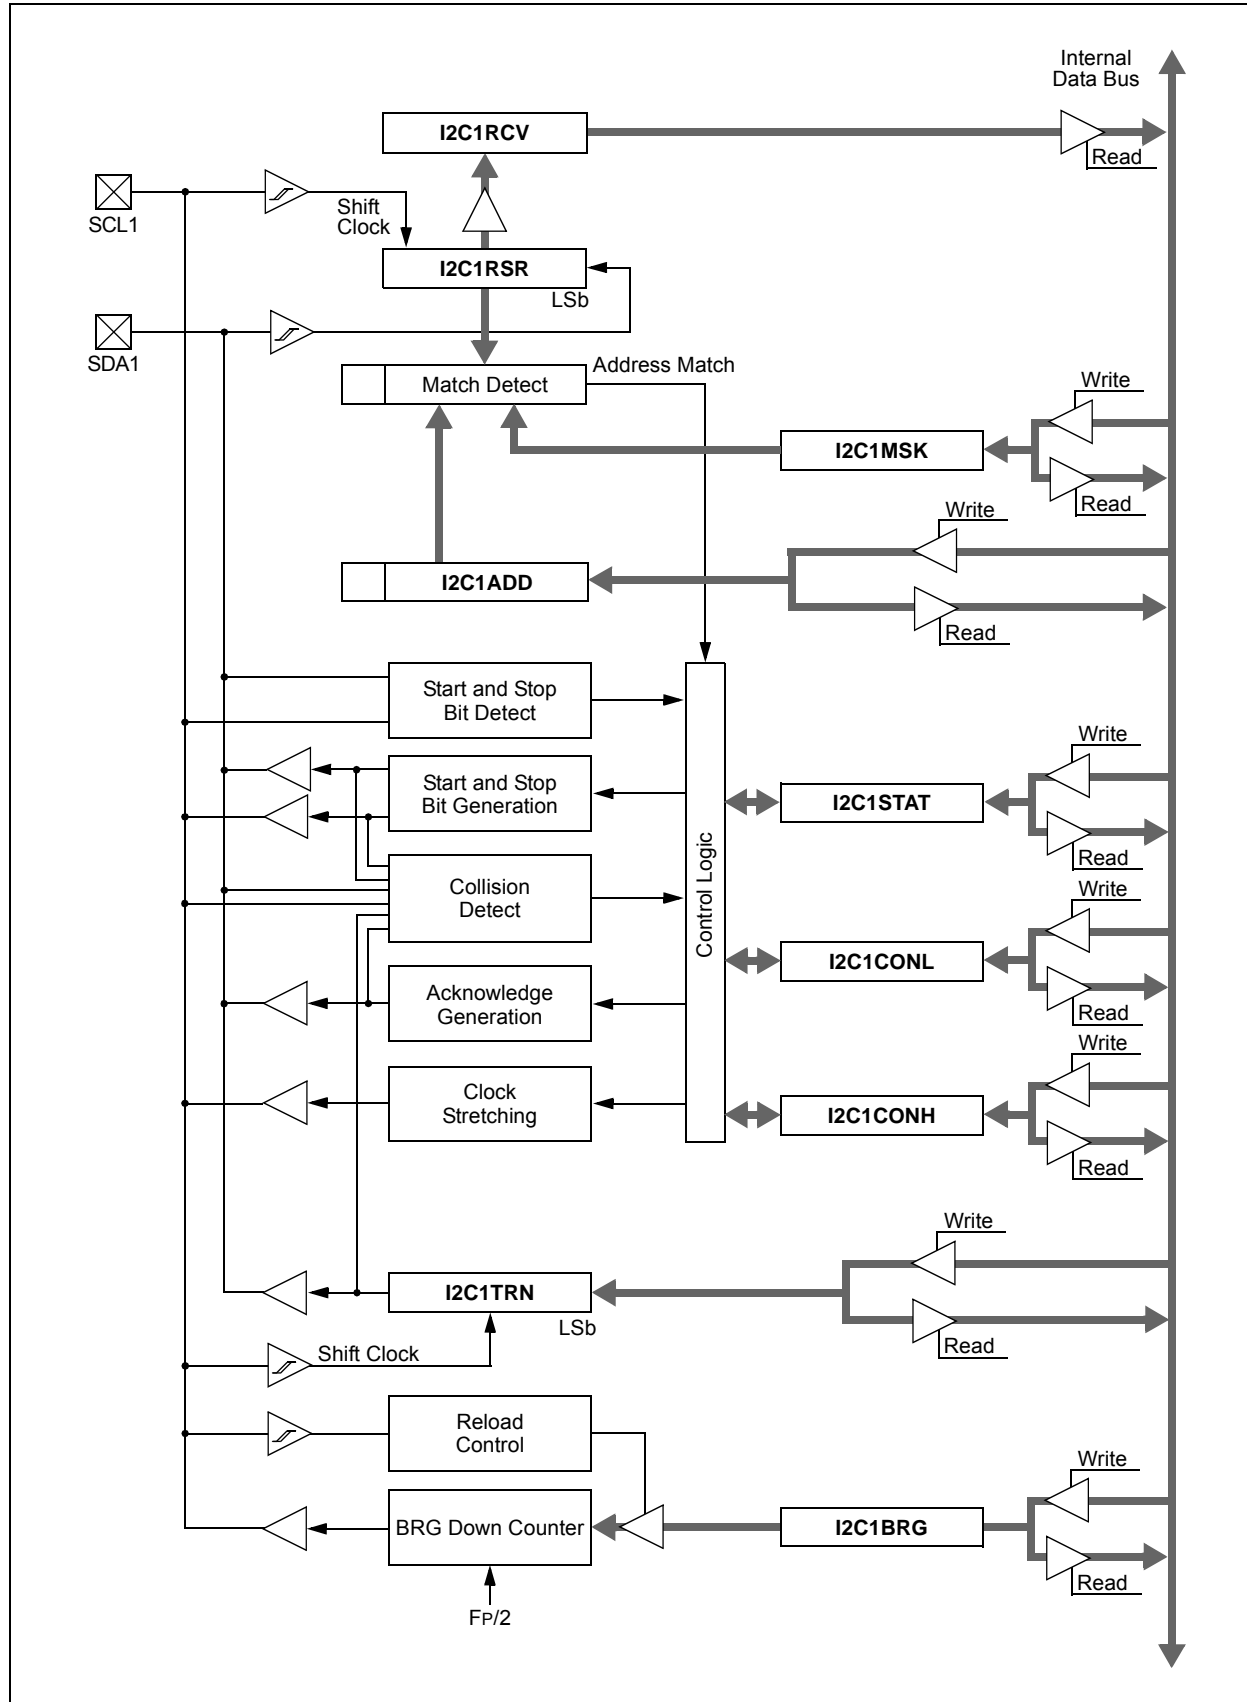 Internal
Data Bus
I2C1RCV
Read
SCL1
Shift
Clock
I2C1RSR
LSb
SDA1
Match Detect
Address Match
Write
I2C1MSK
Read
Write
I2C1ADD
Read
Start and Stop
Bit Detect
Control Logic
Start and Stop
Bit Generation
Write
I2C1STAT
Read
Collision
Detect
Write
I2C1CONL
Read
Acknowledge
Generation
Write
I2C1CONH
Read
Clock
Stretching
Write
I2C1TRN
LSb
Read
Shift Clock
Reload
Control
Write
BRG Down Counter
I2C1BRG
Read
FP/2